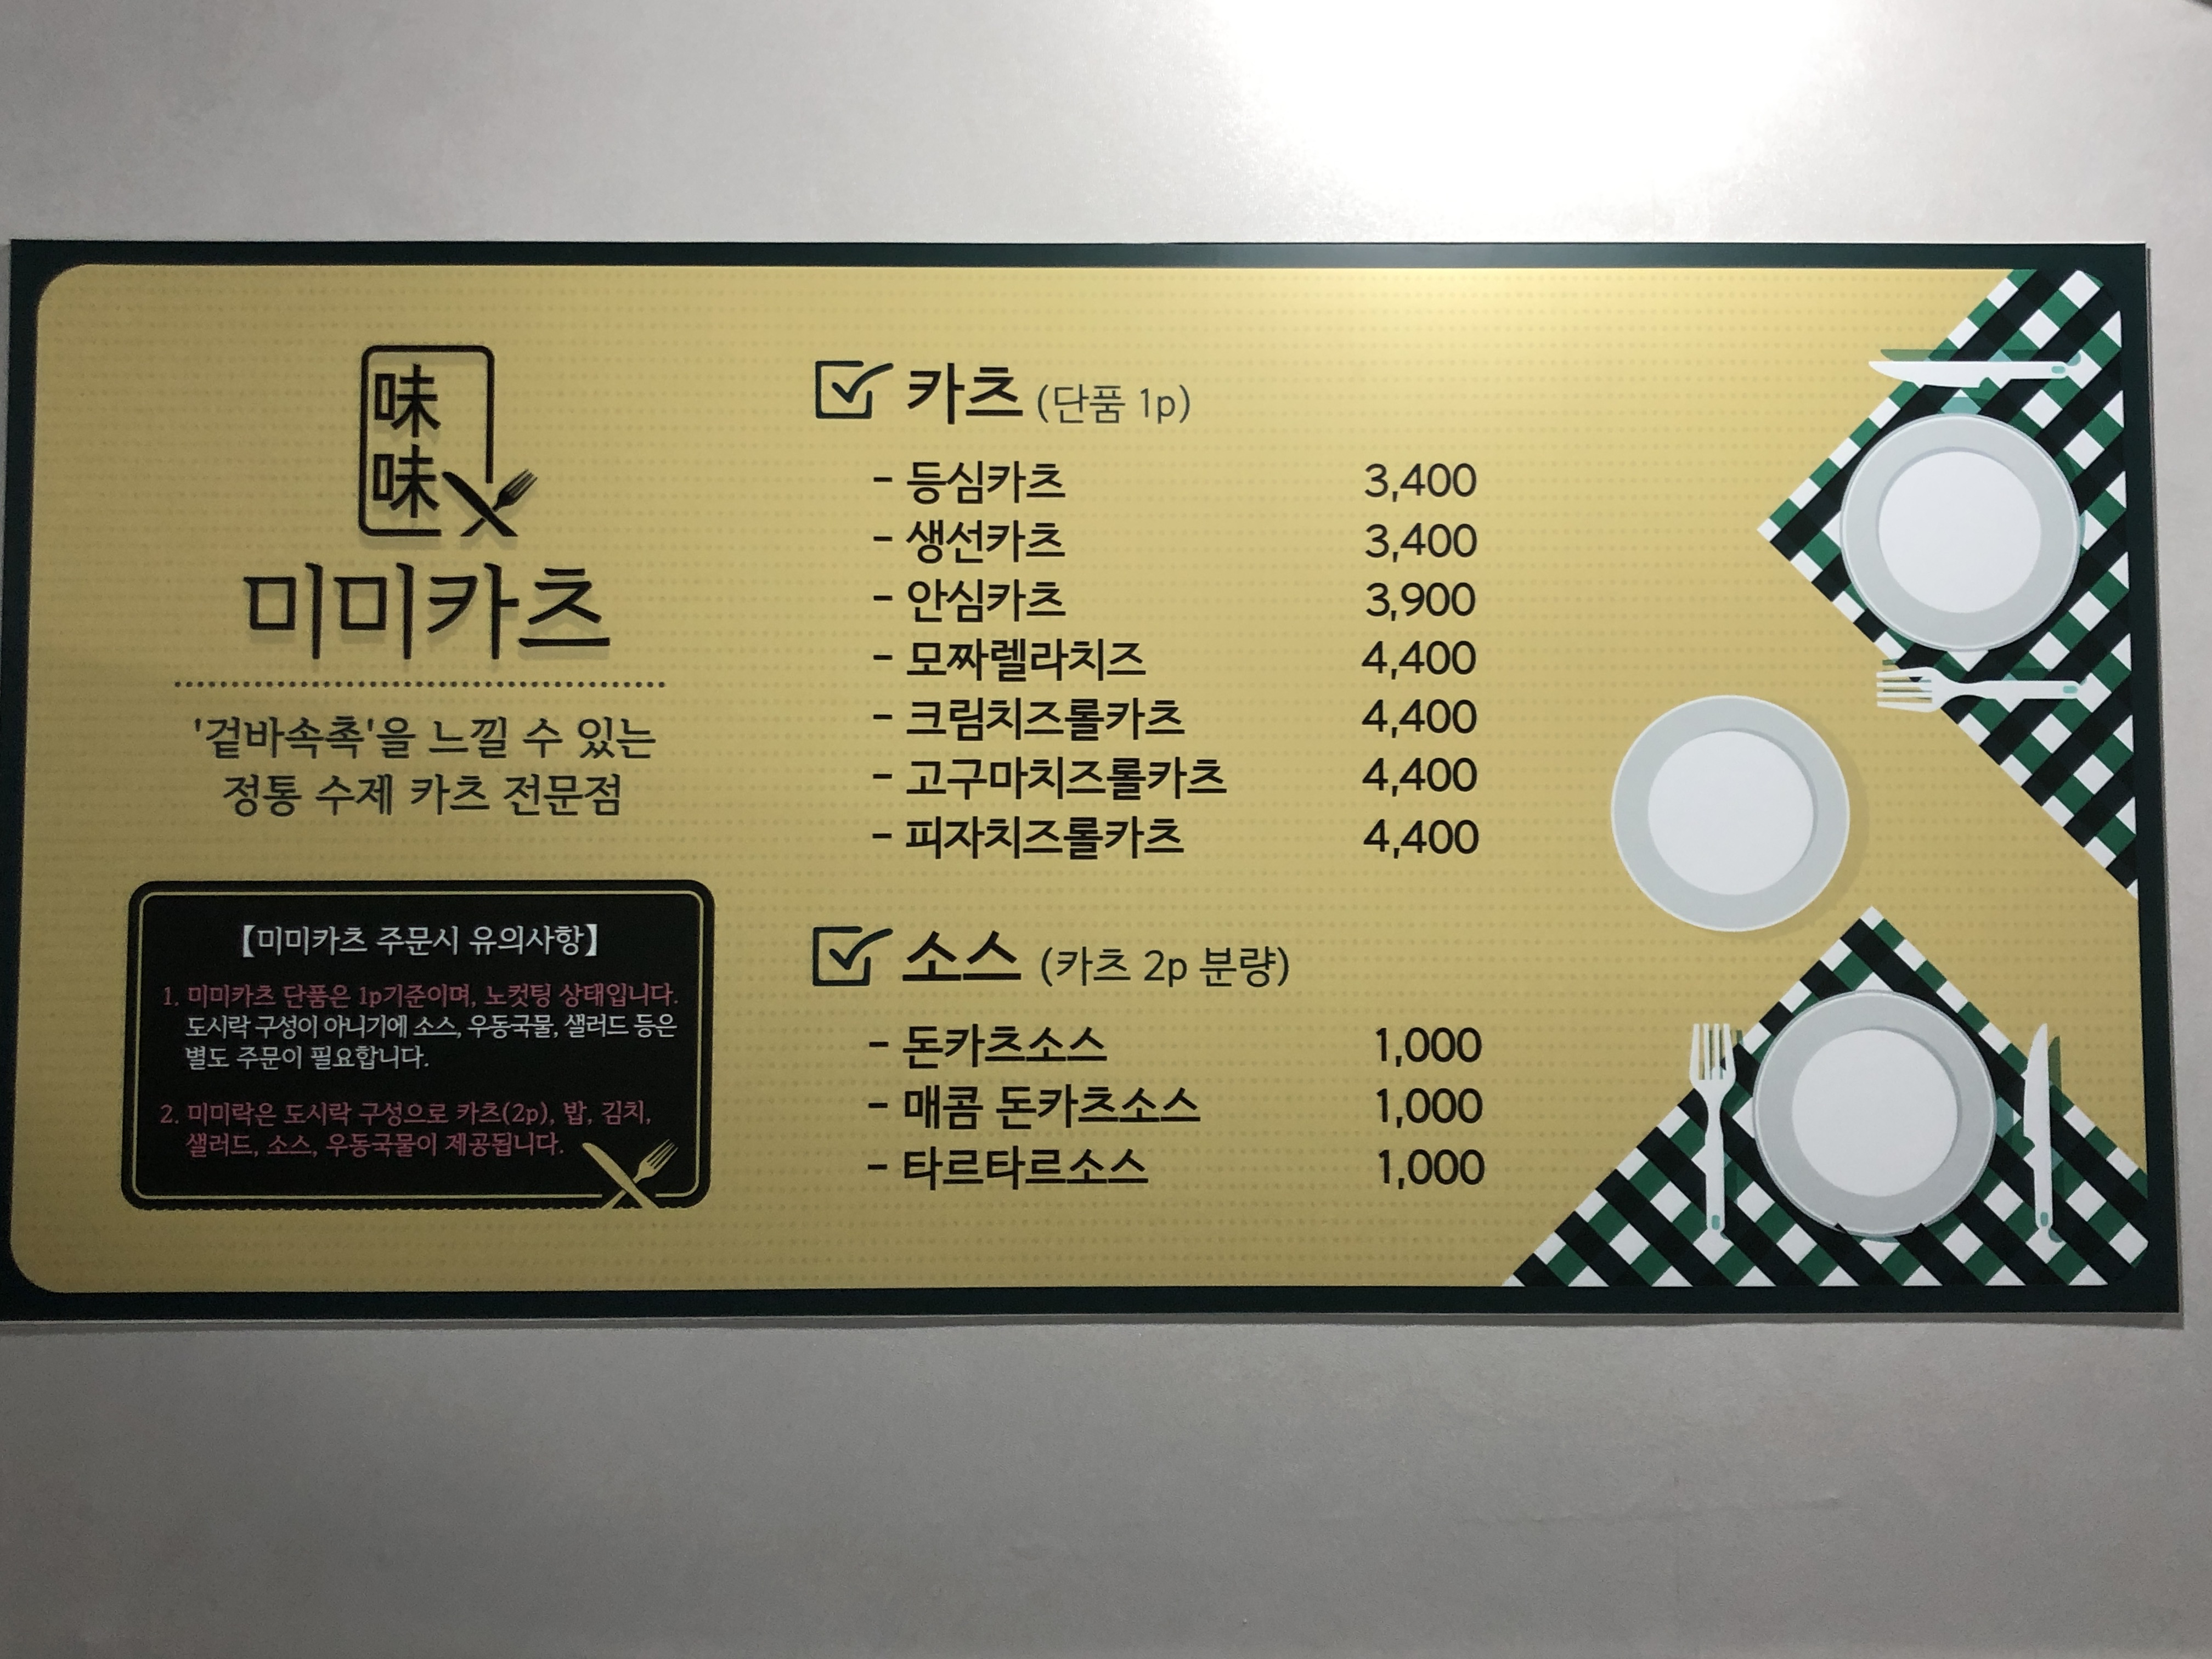 味
味
미미카츠
'겉바속촉'을 느낄 수 있는
정통 수제 카츠 전문점
【미미카츠 주문시 유의사항】
1. 미미카츠 단품은 1p기준이며, 노컷팅 상태입니다.
도시락 구성이 아니기에 소스, 우동국물, 샐러드 등은
별도 주문이 필요합니다.
2. 미미락은 도시락 구성으로 카츠(2p), 밥, 김치,
샐러드, 소스, 우동국물이 제공됩니다.
카츠 (단품 1p)
- 등심카츠 3,400
- 생선카츠 3,400
- 안심카츠 3,900
- 모짜렐라치즈 4,400
- 크림치즈롤카츠 4,400
- 고구마치즈롤카츠 4,400
- 피자치즈롤카츠 4,400
소스 (카츠 2p 분량)
- 돈카츠소스 1,000
- 매콤 돈카츠소스 1,000
- 타르타르소스 1,000